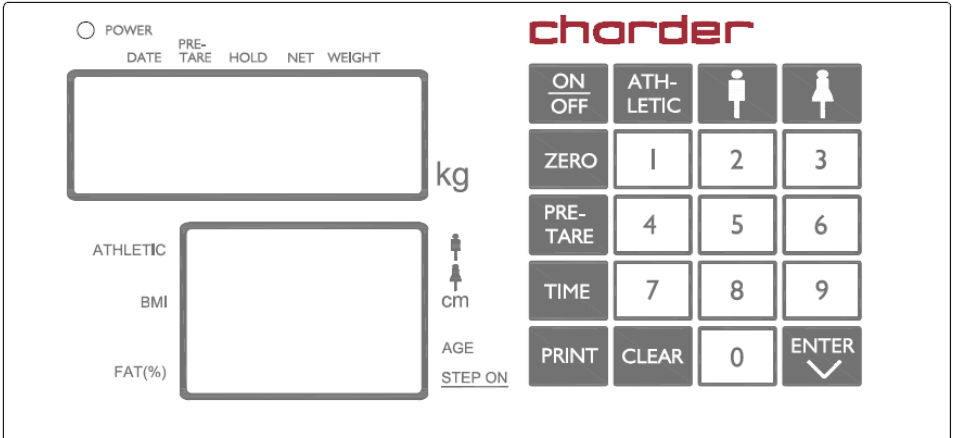 POWER
DATE PRE-TARE HOLD NET WEIGHT
kg
ATHLETIC
BMI
cm
FAT(%)
AGE
STEP ON
charder
ON OFF ATH-LETIC
ZERO 1 2 3
PRE-TARE 4 5 6
TIME 7 8 9
PRINT CLEAR 0 ENTER